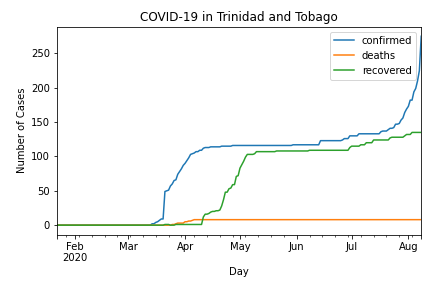 COVID-19 in Trinidad and Tobago
confirmed
deaths
recovered
Number of Cases
250
200
150
100
50
0
Feb
2020
Mar
Apr
May
Jun
Jul
Aug
Day